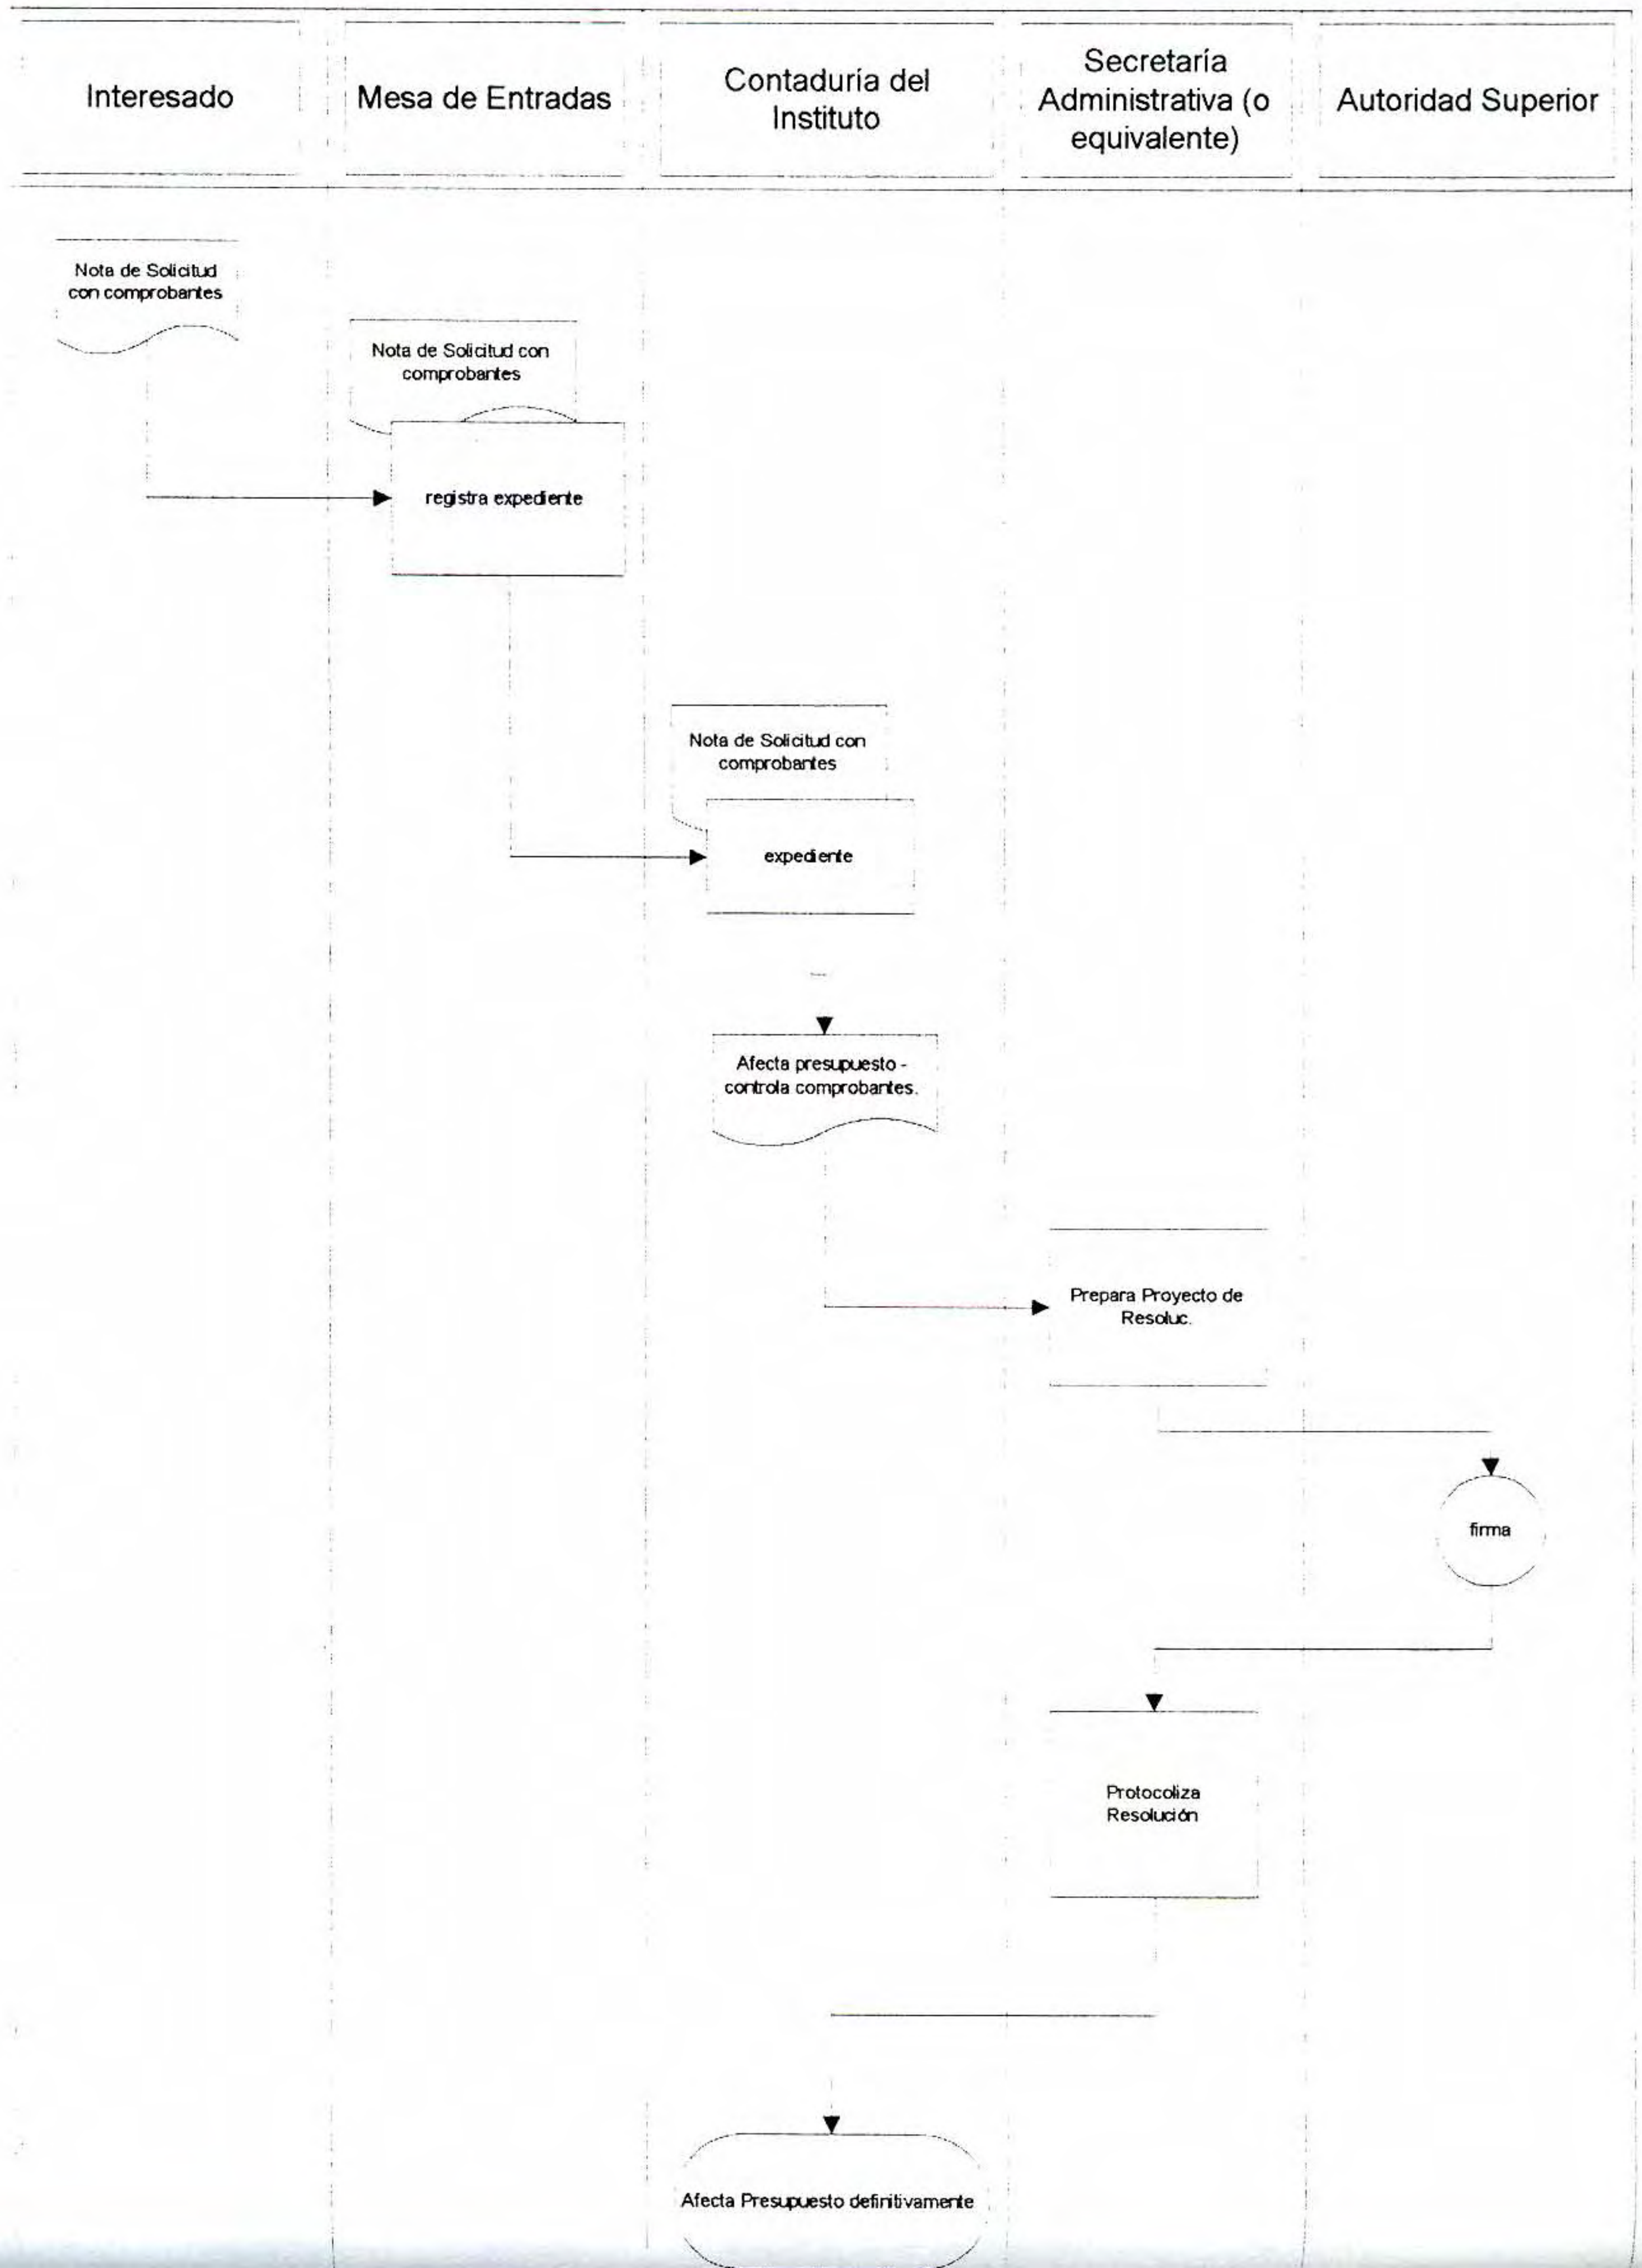 Interesado
Mesa de Entradas
Contaduría del
Instituto
Secretaría
Administrativa (o
equivalente)
Autoridad Superior
Nota de Solicitud
con comprobantes
Nota de Solicitud con
comprobantes
registra expediente
Nota de Solicitud con
comprobantes
expediente
Afecta presupuesto -
controla comprobantes.
Prepara Proyecto de
Resoluc.
firma
Protocoliza
Resolución
Afecta Presupuesto definitivamente